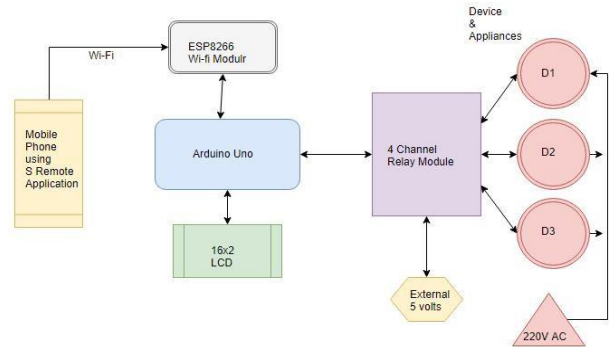 Device
&
Appliances
ESP8266
Wi-fi Modulr
Wi-Fi
D1
Mobile
Phone
using
S Remote
Application
Arduino Uno
4 Channel
Relay Module
D2
D3
16x2
LCD
External
5 volts
220V AC